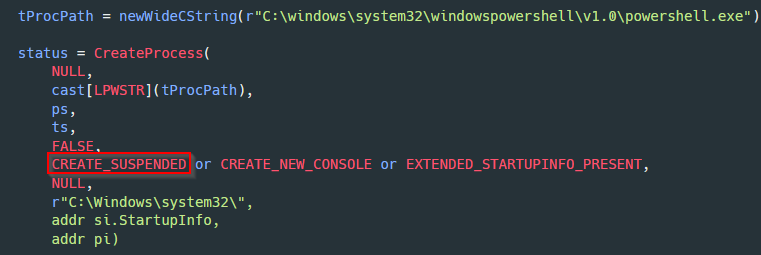 tProcPath = newWideCString(r"C:\windows\system32\windowspowershell\v1.0\powershell.exe")
status = CreateProcess(
NULL,
cast[LPWSTR](tProcPath),
ps,
ts,
FALSE,
CREATE_SUSPENDED or CREATE_NEW_CONSOLE or EXTENDED_STARTUPINFO_PRESENT,
NULL,
r"C:\Windows\system32\",
addr si.StartupInfo,
addr pi)